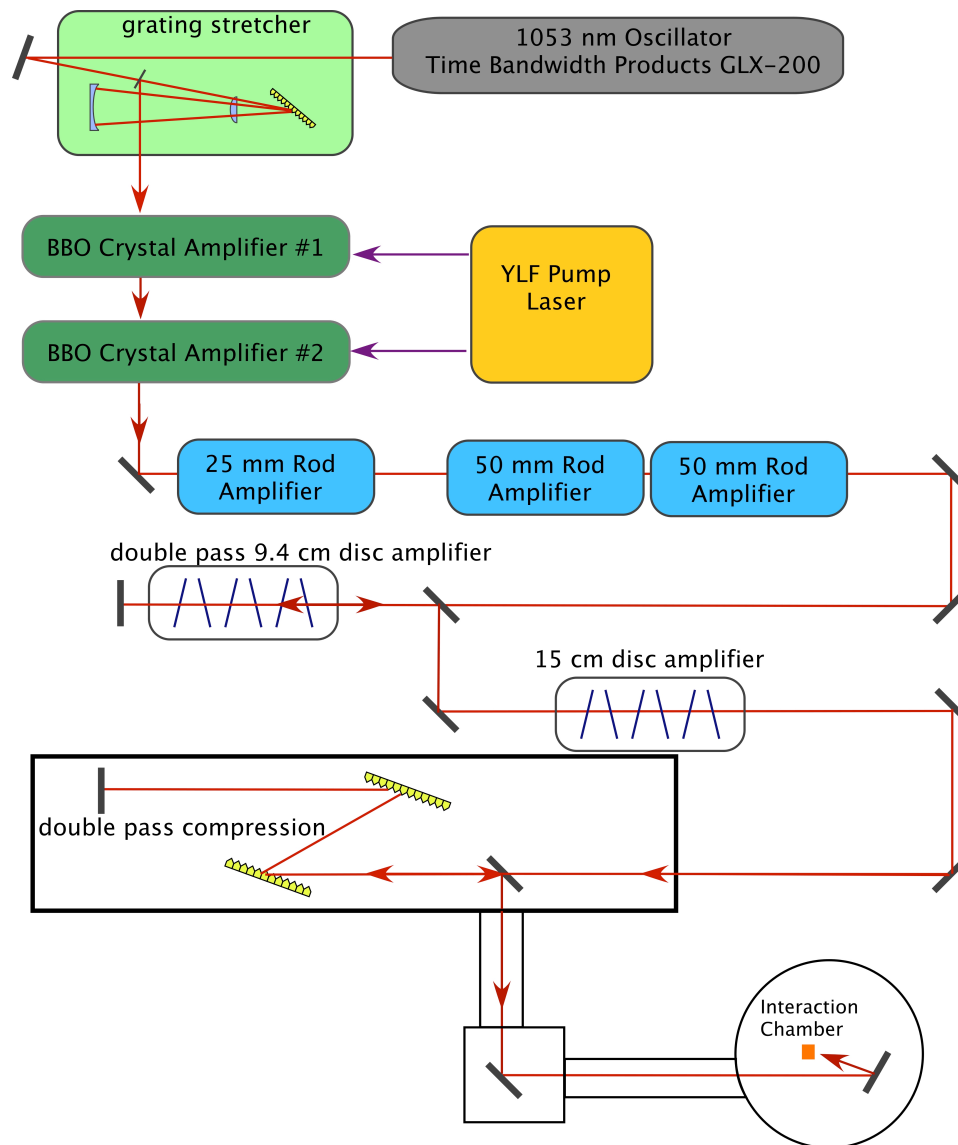 grating stretcher
1053 nm Oscillator
Time Bandwidth Products GLX-200
BBO Crystal Amplifier #1
YLF Pump
Laser
BBO Crystal Amplifier #2
25 mm Rod
Amplifier
50 mm Rod
Amplifier
50 mm Rod
Amplifier
double pass 9.4 cm disc amplifier
15 cm disc amplifier
double pass compression
Interaction
Chamber